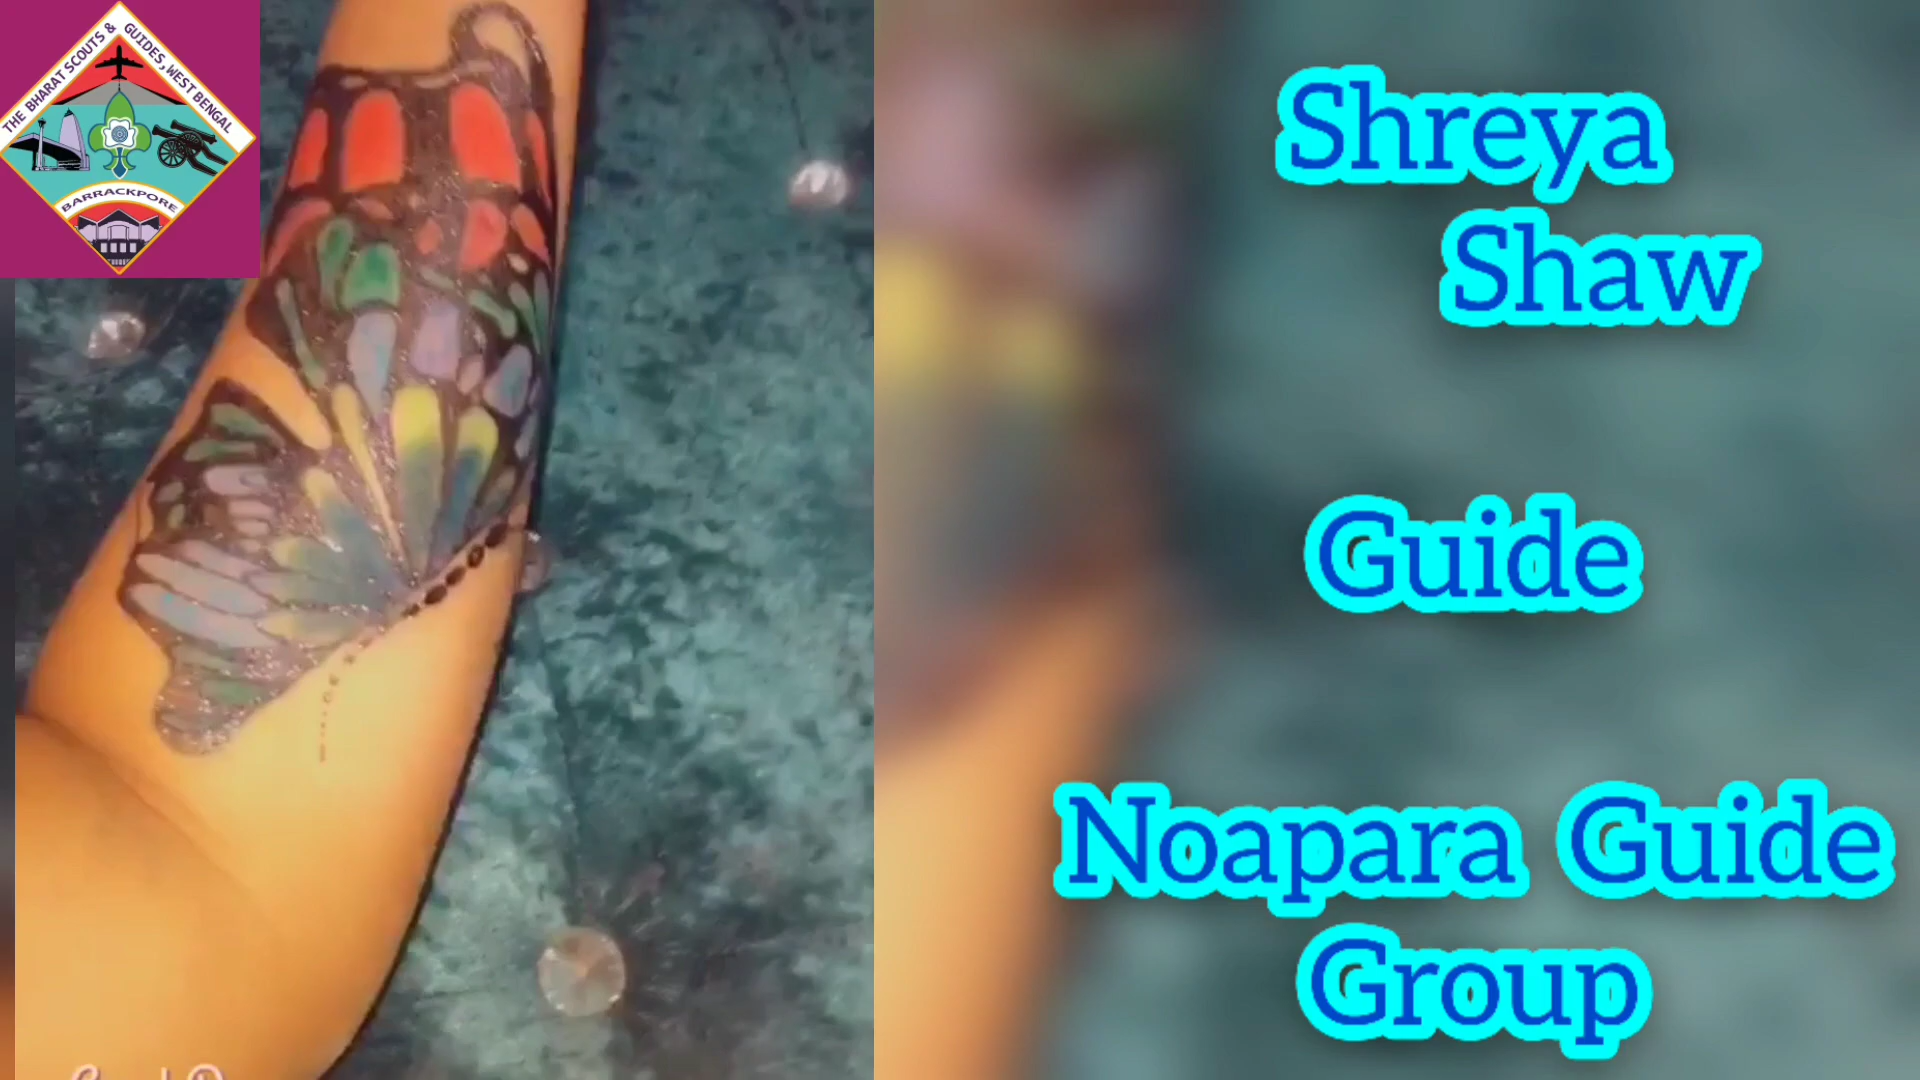 THE BHARAT SCOUTS & GUIDES, WEST BENGAL
BARRACKPORE
Shreya
Shaw
Guide
Noapara Guide
Group